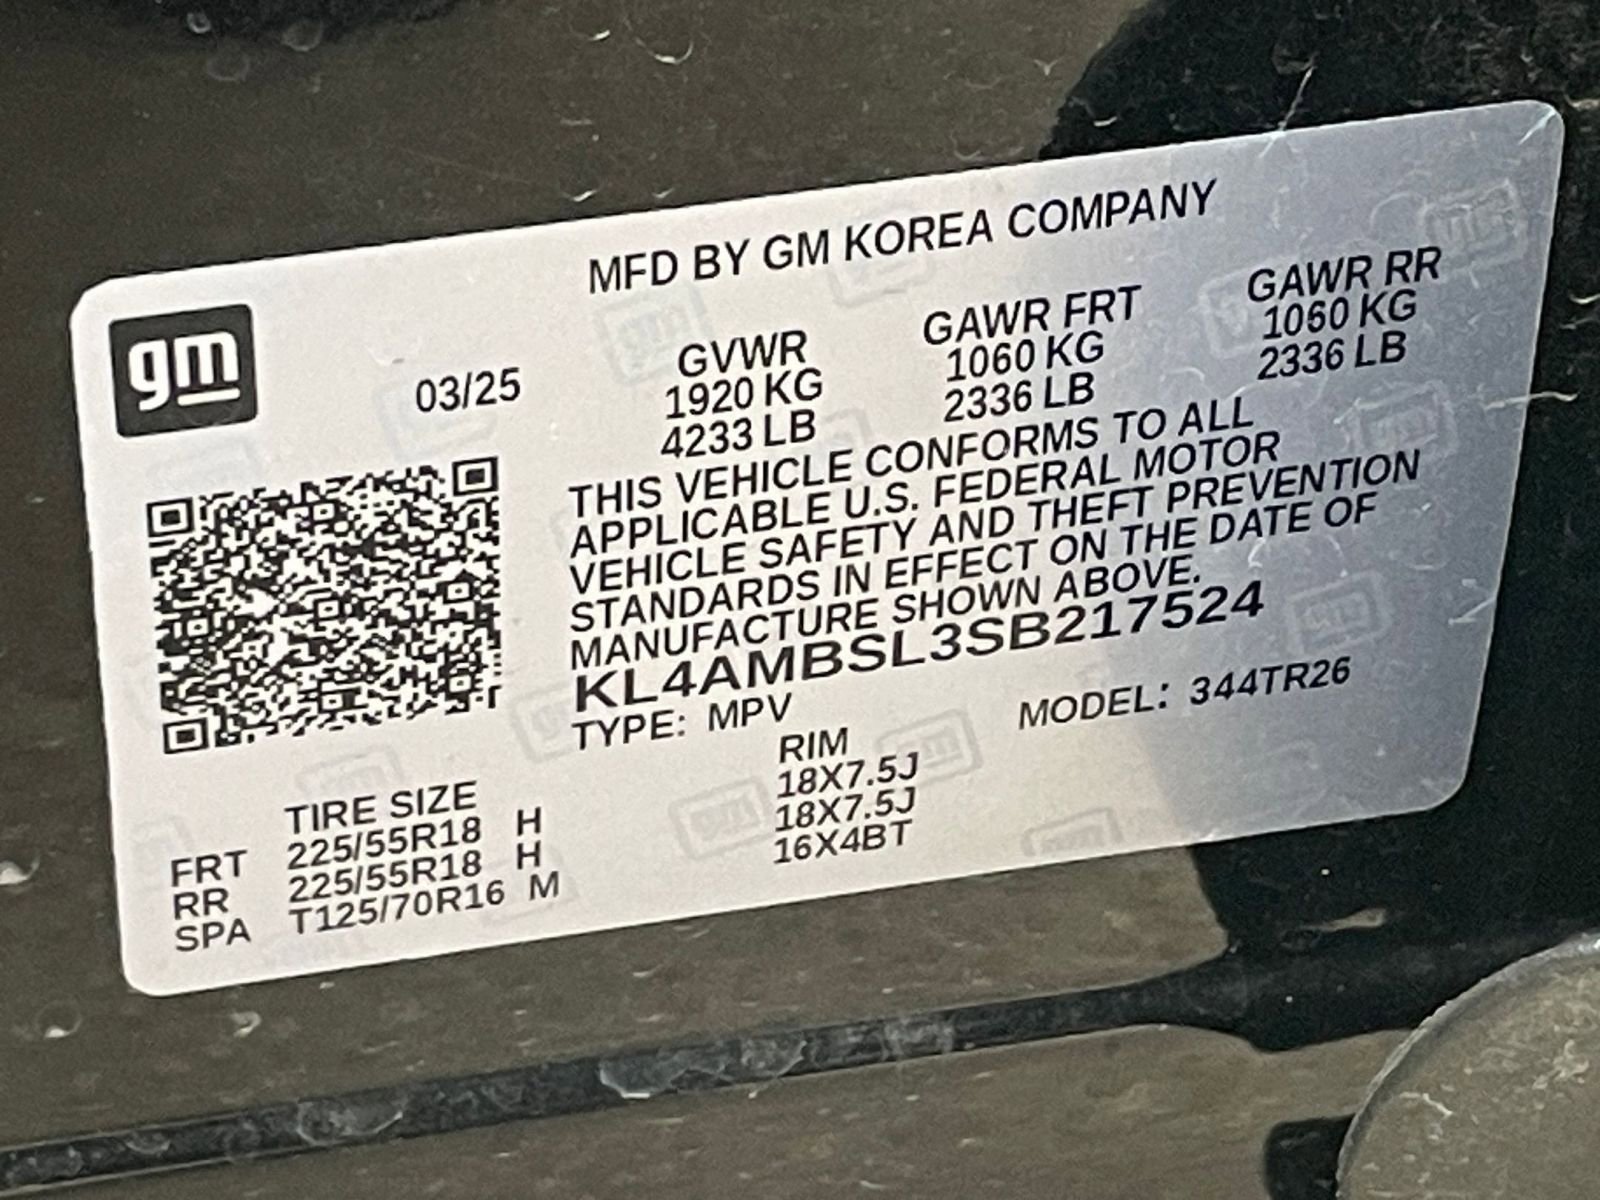 MFD BY GM KOREA COMPANY
gm
03/25
GVWR GAWR FRT GAWR RR
1920 KG 1060 KG 1060 KG
4233 LB 2336 LB 2336 LB
THIS VEHICLE CONFORMS TO ALL
APPLICABLE U.S. FEDERAL MOTOR
VEHICLE SAFETY AND THEFT PREVENTION
STANDARDS IN EFFECT ON THE DATE OF
MANUFACTURE SHOWN ABOVE.
KL4AMBSL3SB217524
TYPE: MPV MODEL: 344TR26
TIRE SIZE RIM
FRT 225/55R18 H 18X7.5J
RR 225/55R18 H 18X7.5J
SPA T125/70R16 M 16X4BT